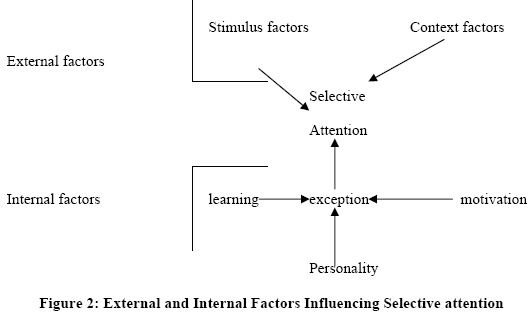 Stimulus factors
Context factors
External factors
Selective
Attention
Internal factors
learning
exception
motivation
Personality
Figure 2: External and Internal Factors Influencing Selective attention